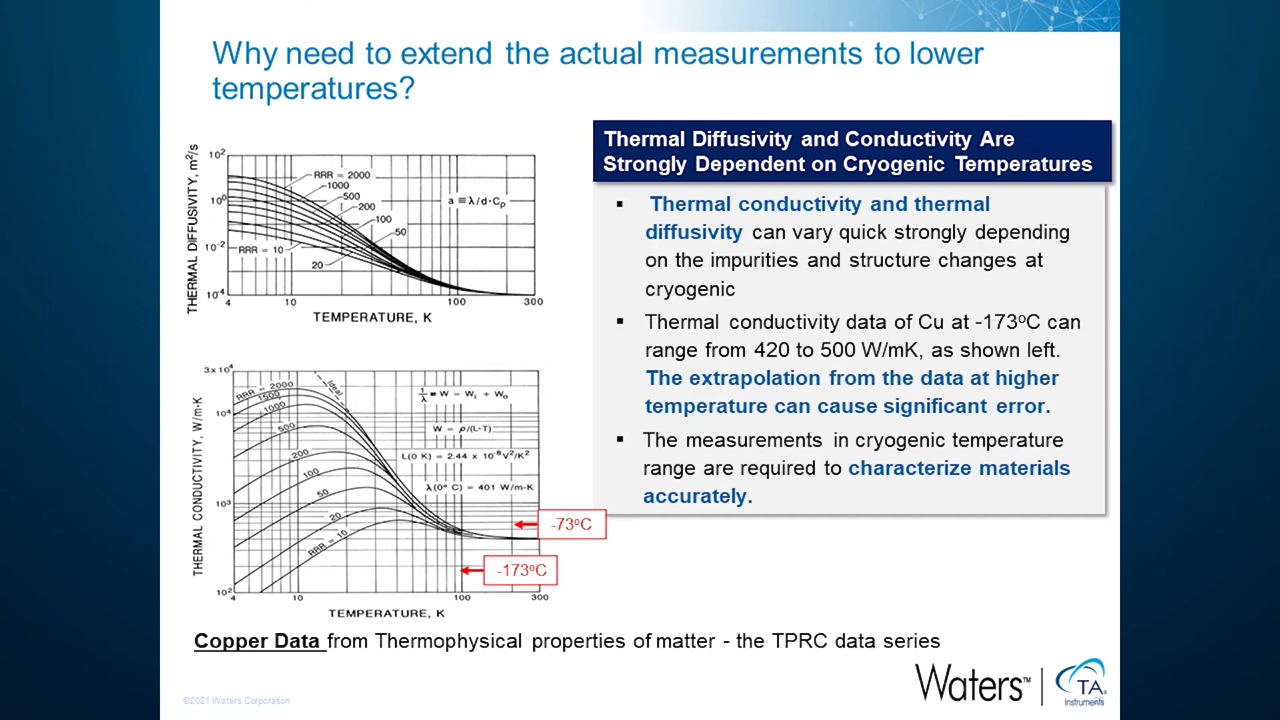 Why need to extend the actual measurements to lower
temperatures?
THERMAL DIFFUSIVITY, m²/s
10²
10⁰
10⁻²
10⁻⁴
RRR = 2000
1000
500
200
100
50
RRR = 10
20
a ≡ λ/d·Cₚ
4 10 100 300
TEMPERATURE, K
THERMAL CONDUCTIVITY, W/m·K
3x10⁴
10⁴
10³
10²
RRR = 2000
1500
1000
500
200
100
50
20
RRR = 10
Ideal
1/λ ≡ W = Wᵢ + W₀
W = ρ/(L·T)
L(0 K) = 2.44 x 10⁻⁸ V²/K²
λ(0° C) = 401 W/m-K
-73ºC
-173ºC
4 10 100 300
TEMPERATURE, K
Thermal Diffusivity and Conductivity Are
Strongly Dependent on Cryogenic Temperatures
▪ Thermal conductivity and thermal
diffusivity can vary quick strongly depending
on the impurities and structure changes at
cryogenic
▪ Thermal conductivity data of Cu at -173ºC can
range from 420 to 500 W/mK, as shown left.
The extrapolation from the data at higher
temperature can cause significant error.
▪ The measurements in cryogenic temperature
range are required to characterize materials
accurately.
Copper Data from Thermophysical properties of matter - the TPRC data series
©2021 Waters Corporation
Waters™
TA
Instruments